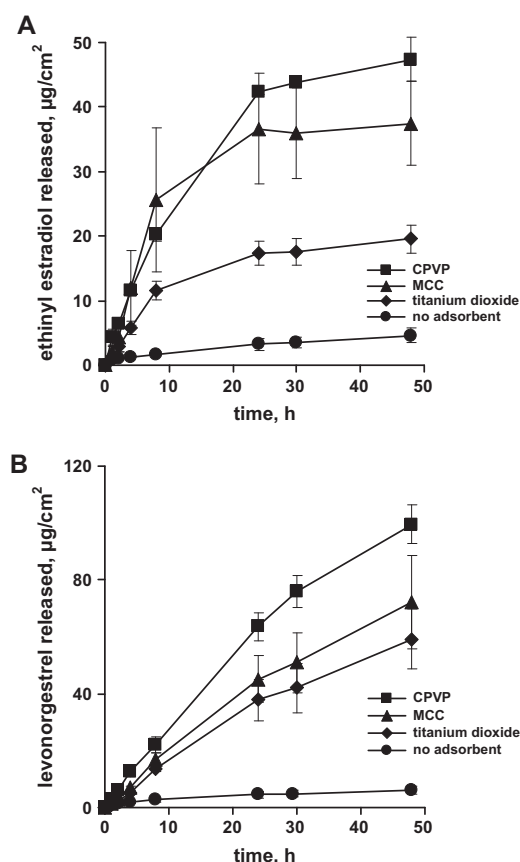 A
ethinyl estradiol released, µg/cm²
50
40
30
20
10
0
CPVP
MCC
titanium dioxide
no adsorbent
0 10 20 30 40 50
time, h
B
levonorgestrel released, µg/cm²
120
80
40
0
CPVP
MCC
titanium dioxide
no adsorbent
0 10 20 30 40 50
time, h